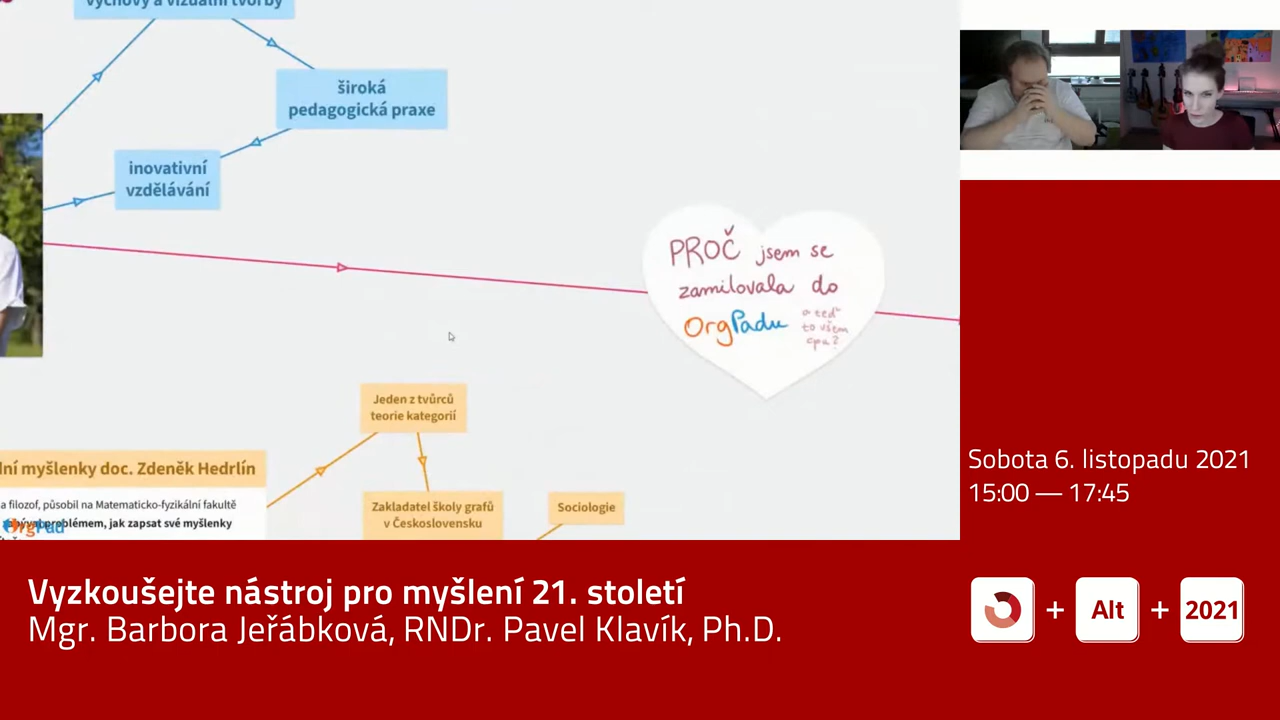 výchovy a vizuální tvorby
široká
pedagogická praxe
inovativní
vzdělávání
PROČ jsem se
zamilovala do
OrgPadu
a teď
to všem
cpu?
Jeden z tvůrců
teorie kategorií
lní myšlenky doc. Zdeněk Hedrlín
a filozof, působil na Matematicko-fyzikální fakultě
problémem, jak zapsat své myšlenky
OrgPad
Zakladatel školy grafů
v Československu
Sociologie
Sobota 6. listopadu 2021
15:00 — 17:45
Vyzkoušejte nástroj pro myšlení 21. století
Mgr. Barbora Jeřábková, RNDr. Pavel Klavík, Ph.D.
+ Alt + 2021